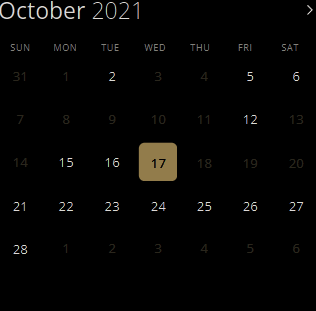 October 2021 >
SUN MON TUE WED THU FRI SAT
31 1 2 3 4 5 6
7 8 9 10 11 12 13
14 15 16 17 18 19 20
21 22 23 24 25 26 27
28 1 2 3 4 5 6